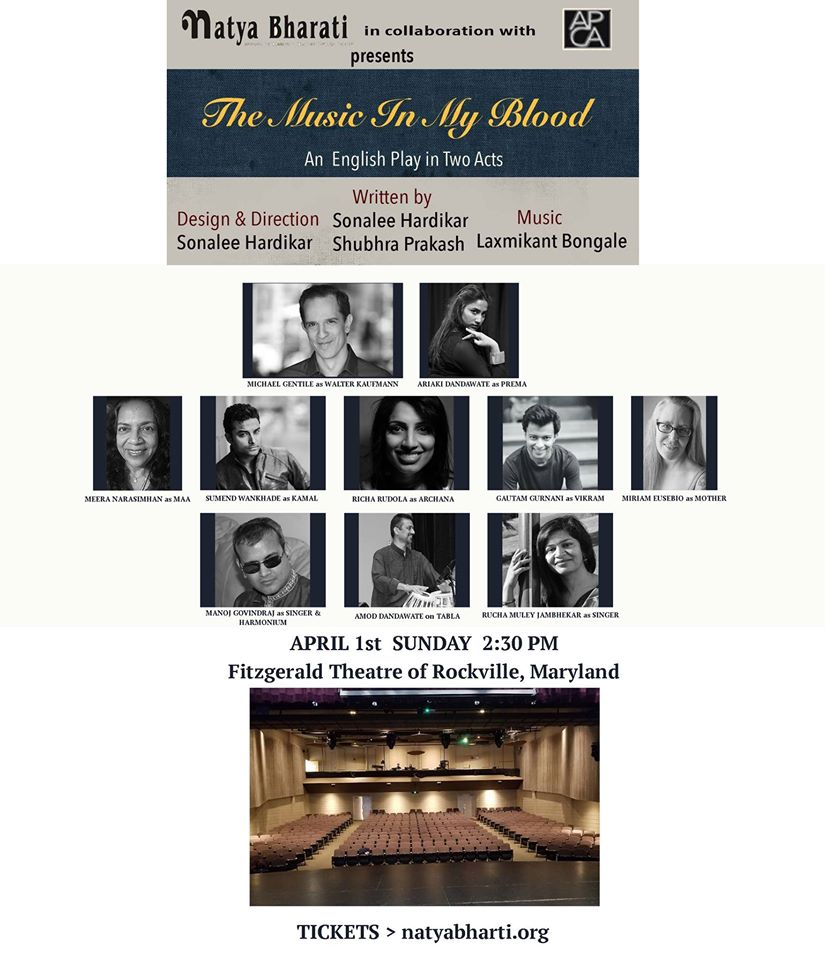 Natya Bharati in collaboration with APCA
presents
The Music In My Blood
An English Play in Two Acts
Design & Direction
Sonalee Hardikar
Written by
Sonalee Hardikar
Shubhra Prakash
Music
Laxmikant Bongale
MICHAEL GENTILE as WALTER KAUFMANN
ARIAKI DANDAWATE as PREMA
MEERA NARASIMHAN as MAA
SUMEND WANKHADE as KAMAL
RICHA RUDOLA as ARCHANA
GAUTAM GURNANI as VIKRAM
MIRIAM EUSEBIO as MOTHER
MANOJ GOVINDRAJ as SINGER &
HARMONIUM
AMOD DANDAWATE on TABLA
RUCHA MULEY JAMBHEKAR as SINGER
APRIL 1st SUNDAY 2:30 PM
Fitzgerald Theatre of Rockville, Maryland
TICKETS > natyabharti.org